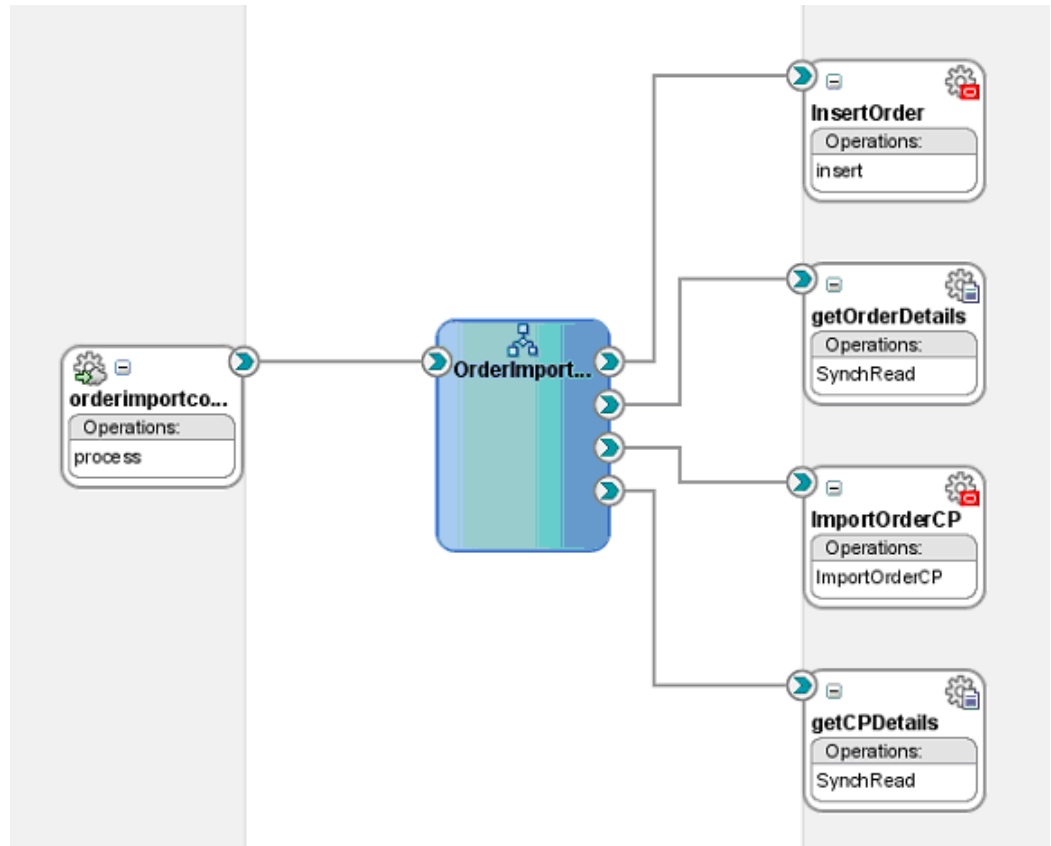 orderimportco...
Operations:
process
OrderImport...
InsertOrder
Operations:
insert
getOrderDetails
Operations:
SynchRead
ImportOrderCP
Operations:
ImportOrderCP
getCPDetails
Operations:
SynchRead